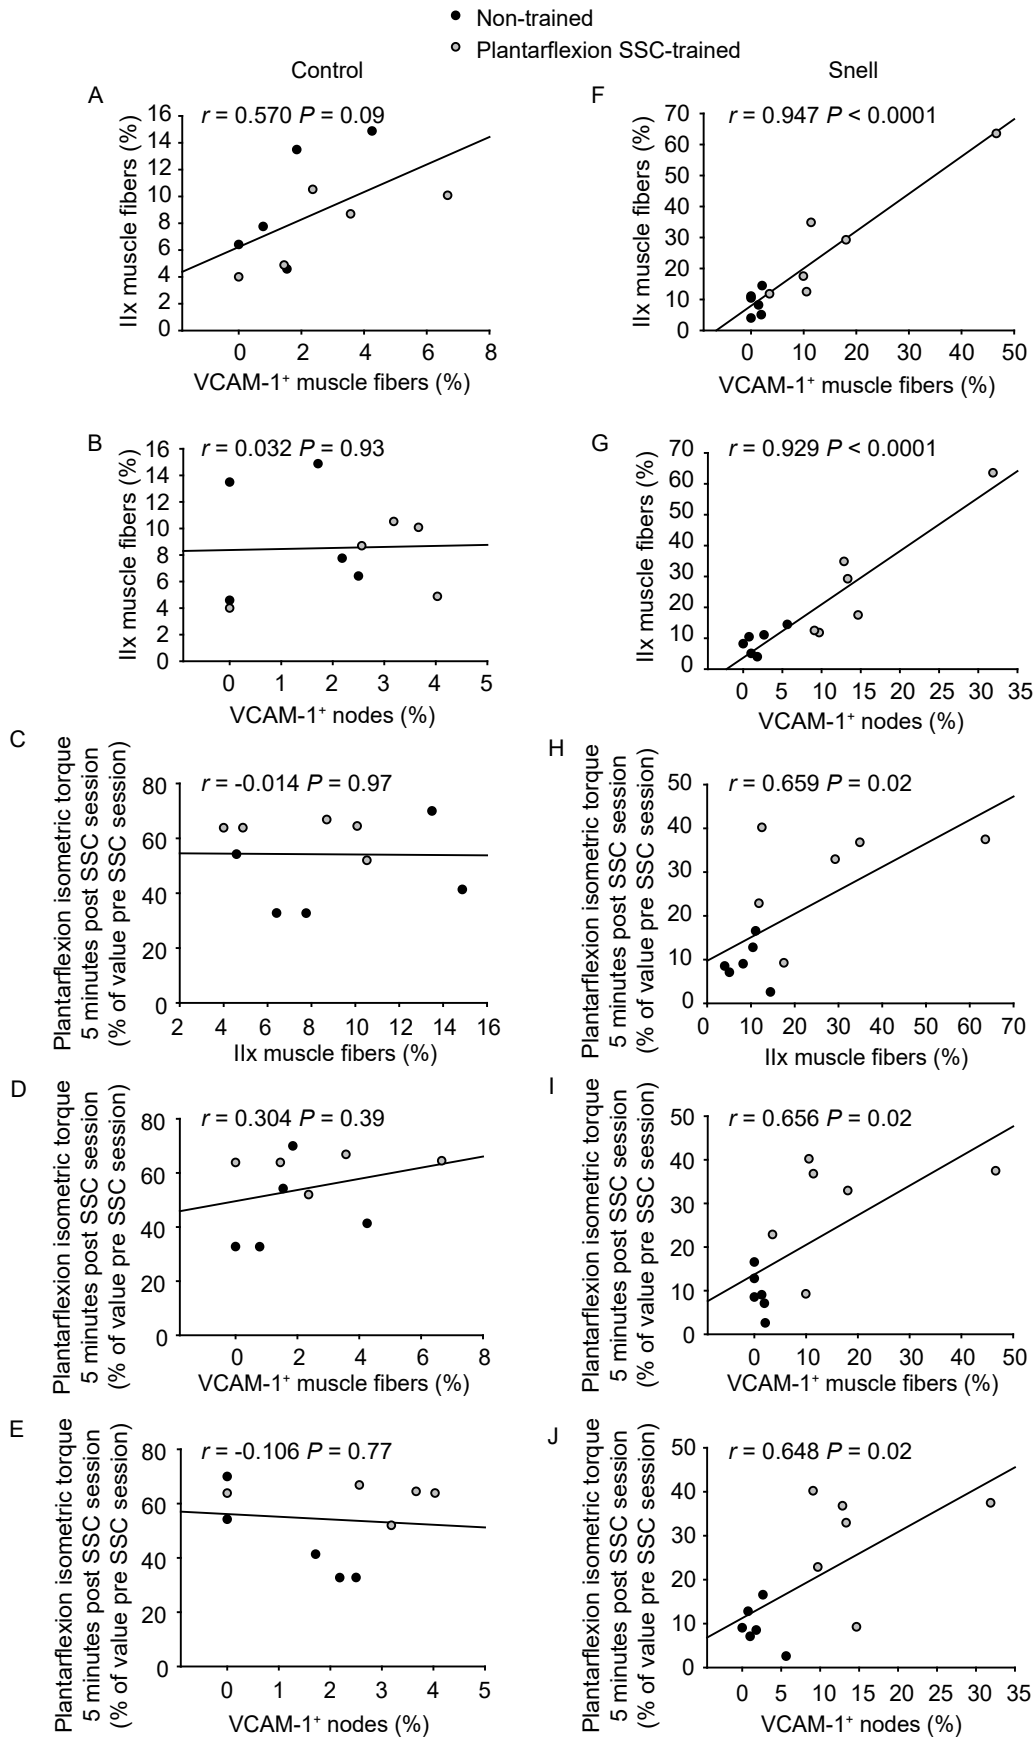 Non-trained
Plantarflexion SSC-trained
Control
Snell
A
r = 0.570 P = 0.09
IIx muscle fibers (%)
16
14
12
10
8
6
4
2
0
0 2 4 6 8
VCAM-1+ muscle fibers (%)
F
r = 0.947 P < 0.0001
IIx muscle fibers (%)
70
60
50
40
30
20
10
0
0 10 20 30 40 50
VCAM-1+ muscle fibers (%)
B
r = 0.032 P = 0.93
IIx muscle fibers (%)
16
14
12
10
8
6
4
2
0
0 1 2 3 4 5
VCAM-1+ nodes (%)
G
r = 0.929 P < 0.0001
IIx muscle fibers (%)
70
60
50
40
30
20
10
0
0 5 10 15 20 25 30 35
VCAM-1+ nodes (%)
C
r = -0.014 P = 0.97
Plantarflexion isometric torque
5 minutes post SSC session
(% of value pre SSC session)
80
60
40
20
0
2 4 6 8 10 12 14 16
IIx muscle fibers (%)
H
r = 0.659 P = 0.02
Plantarflexion isometric torque
5 minutes post SSC session
(% of value pre SSC session)
50
40
30
20
10
0
0 10 20 30 40 50 60 70
IIx muscle fibers (%)
D
r = 0.304 P = 0.39
Plantarflexion isometric torque
5 minutes post SSC session
(% of value pre SSC session)
80
60
40
20
0
0 2 4 6 8
VCAM-1+ muscle fibers (%)
I
r = 0.656 P = 0.02
Plantarflexion isometric torque
5 minutes post SSC session
(% of value pre SSC session)
50
40
30
20
10
0
0 10 20 30 40 50
VCAM-1+ muscle fibers (%)
E
r = -0.106 P = 0.77
Plantarflexion isometric torque
5 minutes post SSC session
(% of value pre SSC session)
80
60
40
20
0
0 1 2 3 4 5
VCAM-1+ nodes (%)
J
r = 0.648 P = 0.02
Plantarflexion isometric torque
5 minutes post SSC session
(% of value pre SSC session)
50
40
30
20
10
0
0 5 10 15 20 25 30 35
VCAM-1+ nodes (%)